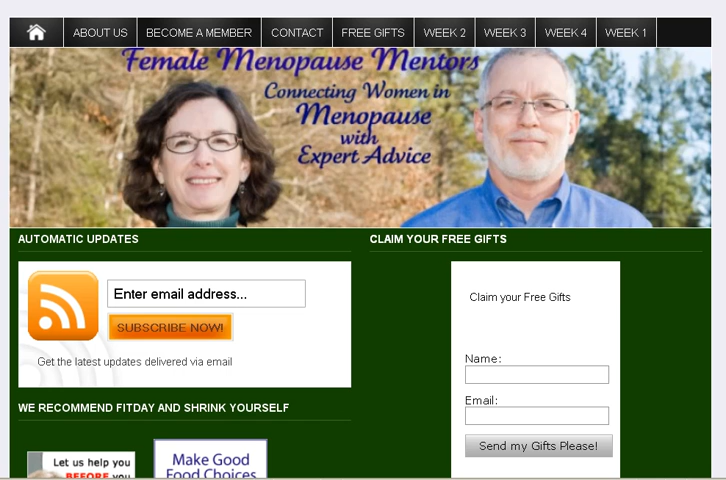 ABOUT US BECOME A MEMBER CONTACT FREE GIFTS WEEK 2 WEEK 3 WEEK 4 WEEK 1
Female Menopause Mentors
Connecting Women in
Menopause
with
Expert Advice
AUTOMATIC UPDATES
Enter email address...
SUBSCRIBE NOW!
Get the latest updates delivered via email
WE RECOMMEND FITDAY AND SHRINK YOURSELF
Let us help you
BEFORE you
Make Good
Food Choices
CLAIM YOUR FREE GIFTS
Claim your Free Gifts
Name:
Email:
Send my Gifts Please!